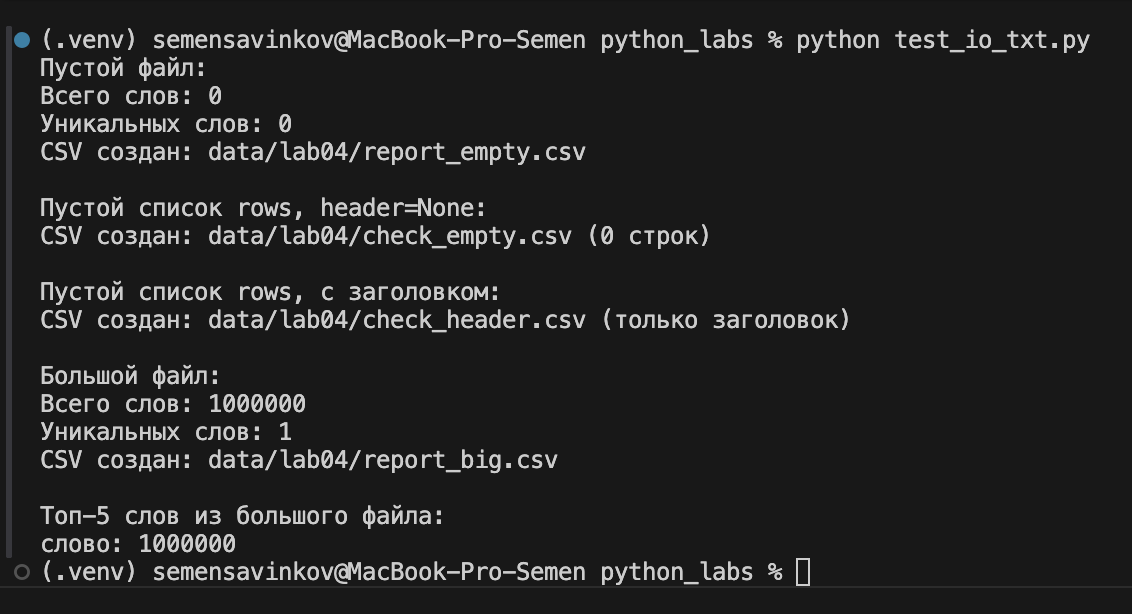 (.venv) semensavinkov@MacBook-Pro-Semen python_labs % python test_io_txt.py
Пустой файл:
Всего слов: 0
Уникальных слов: 0
CSV создан: data/lab04/report_empty.csv
Пустой список rows, header=None:
CSV создан: data/lab04/check_empty.csv (0 строк)
Пустой список rows, с заголовком:
CSV создан: data/lab04/check_header.csv (только заголовок)
Большой файл:
Всего слов: 1000000
Уникальных слов: 1
CSV создан: data/lab04/report_big.csv
Топ-5 слов из большого файла:
слово: 1000000
(.venv) semensavinkov@MacBook-Pro-Semen python_labs %